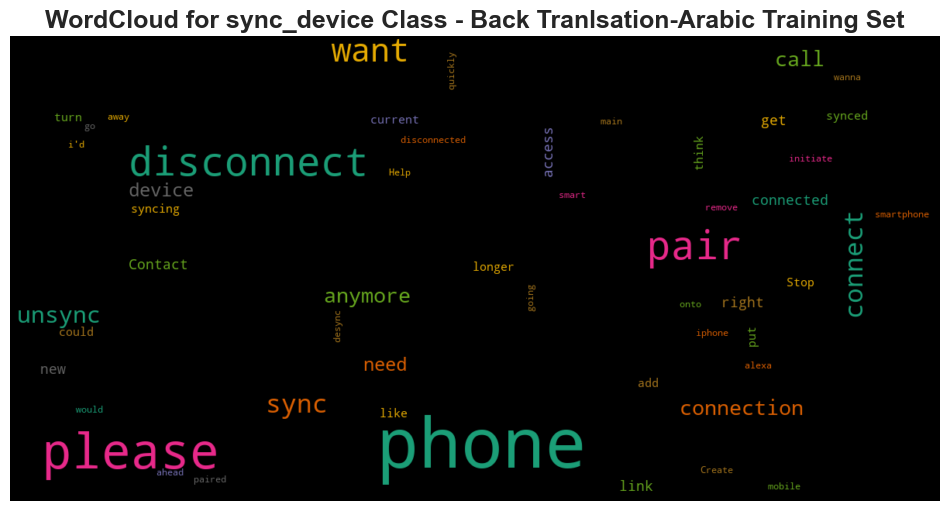 WordCloud for sync_device Class - Back Tranlsation-Arabic Training Set
want
call
quickly
wanna
turn
away
go
current
main
get
synced
i'd
disconnected
access
think
initiate
disconnect
Help
device
smart
connected
syncing
remove
smartphone
pair
connect
Contact
longer
Stop
anymore
going
onto
right
unsync
could
desync
iphone
put
new
need
alexa
add
would
sync
like
connection
please
phone
ahead
paired
Create
link
mobile